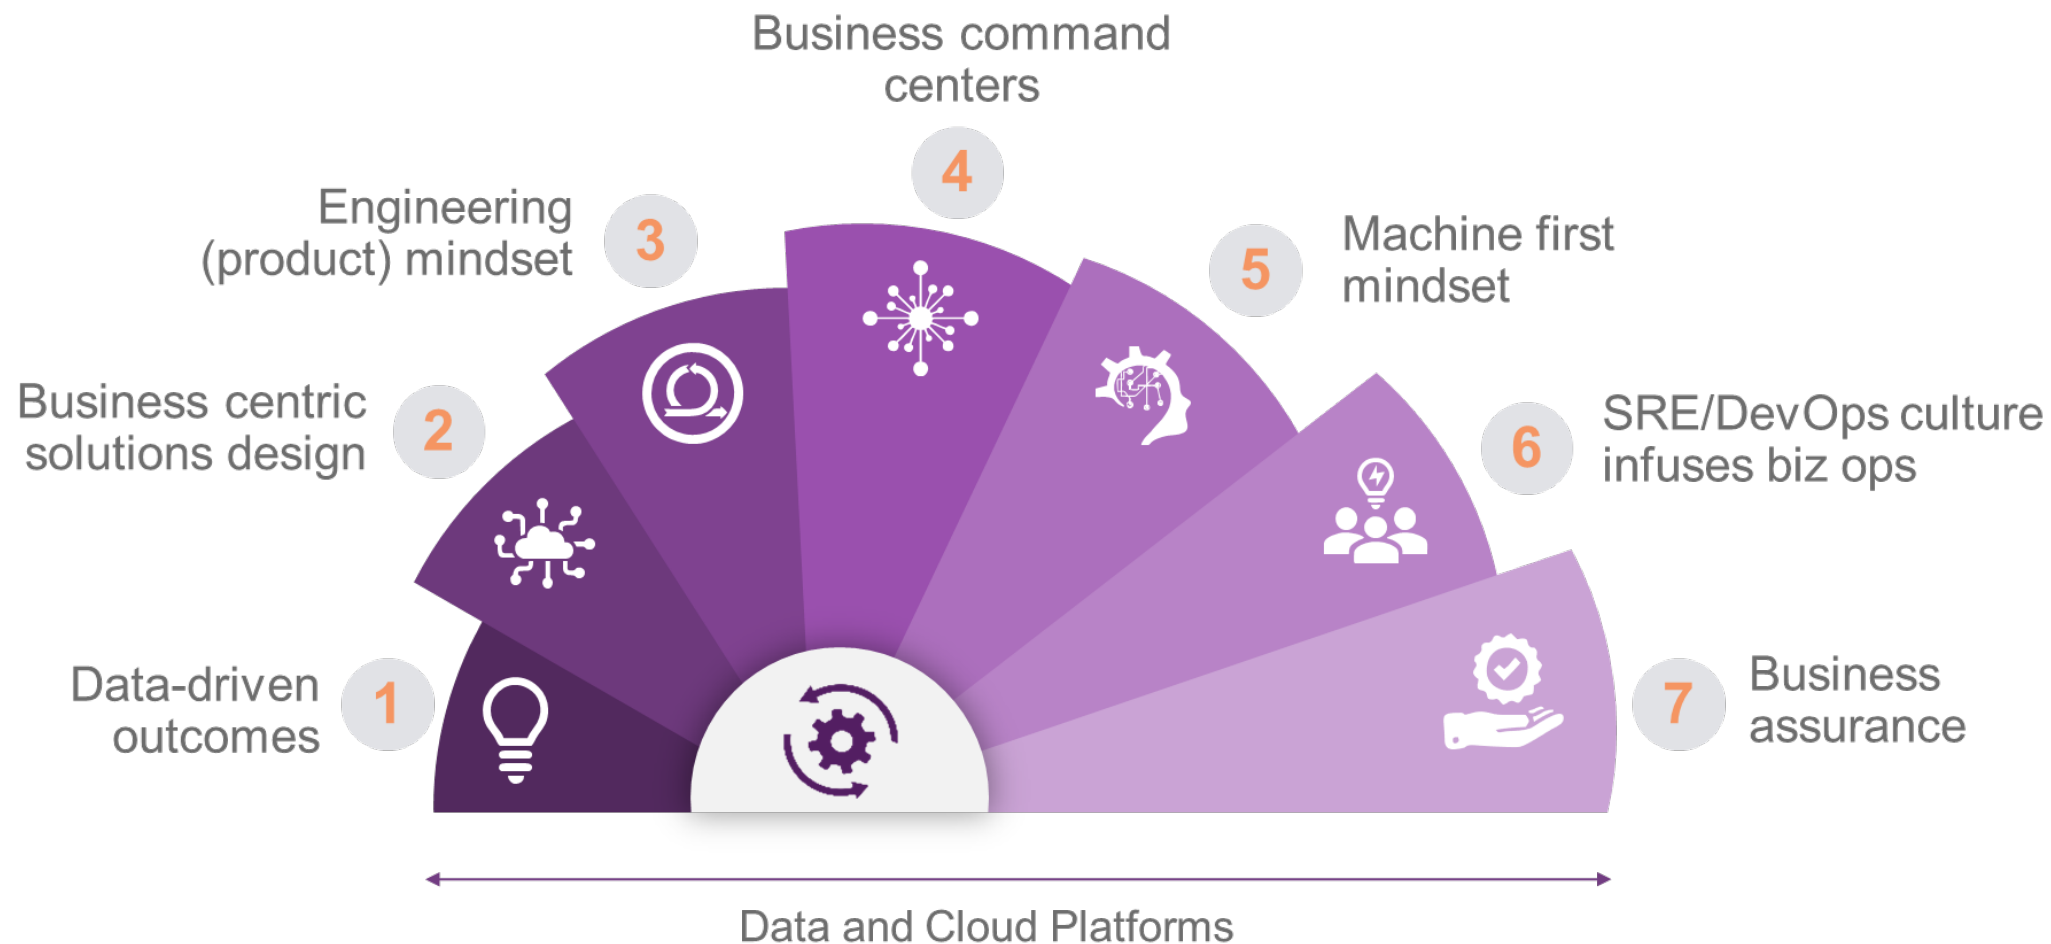 Business command
centers
4
Engineering
(product) mindset
3
Machine first
mindset
5
Business centric
solutions design
2
SRE/DevOps culture
infuses biz ops
6
Data-driven
outcomes
1
Business
assurance
7
Data and Cloud Platforms